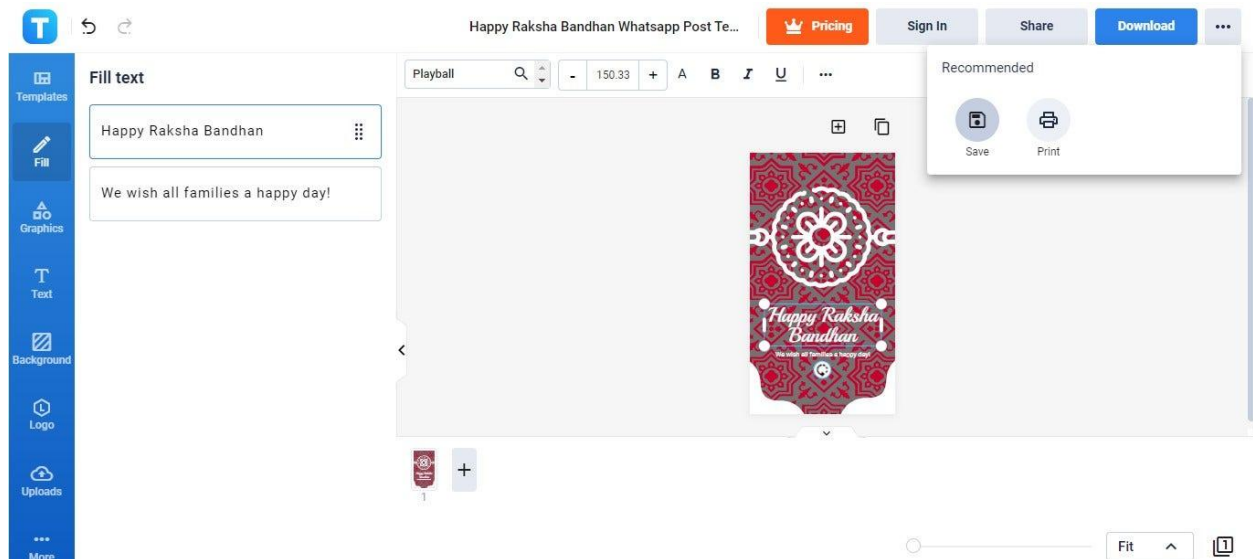 T
Happy Raksha Bandhan Whatsapp Post Te...
Pricing
Sign In
Share
Download
Templates
Fill
Graphics
Text
Background
Logo
Uploads
More
Fill text
Happy Raksha Bandhan
We wish all families a happy day!
Playball
- 150.33 + A B I U
Recommended
Save
Print
Happy Raksha
Bandhan
We wish all families a happy day!
1
+
Fit
1